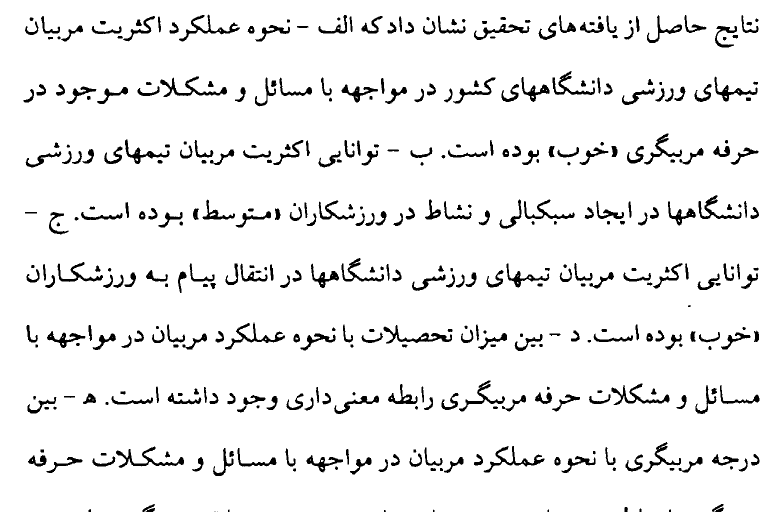 نتایج حاصل از یافته‌های تحقیق نشان داد که الف - نحوه عملکرد اکثریت مربیان
تیمهای ورزشی دانشگاههای کشور در مواجهه با مسائل و مشکلات موجود در
حرفه مربیگری «خوب» بوده است. ب - توانایی اکثریت مربیان تیمهای ورزشی
دانشگاهها در ایجاد سبکبالی و نشاط در ورزشکاران «متوسط» بوده است. ج -
توانایی اکثریت مربیان تیمهای ورزشی دانشگاهها در انتقال پیام به ورزشکاران
«خوب» بوده است. د - بین میزان تحصیلات با نحوه عملکرد مربیان در مواجهه با
مسائل و مشکلات حرفه مربیگری رابطه معنی‌داری وجود داشته است. ه - بین
درجه مربیگری با نحوه عملکرد مربیان در مواجهه با مسائل و مشکلات حرفه